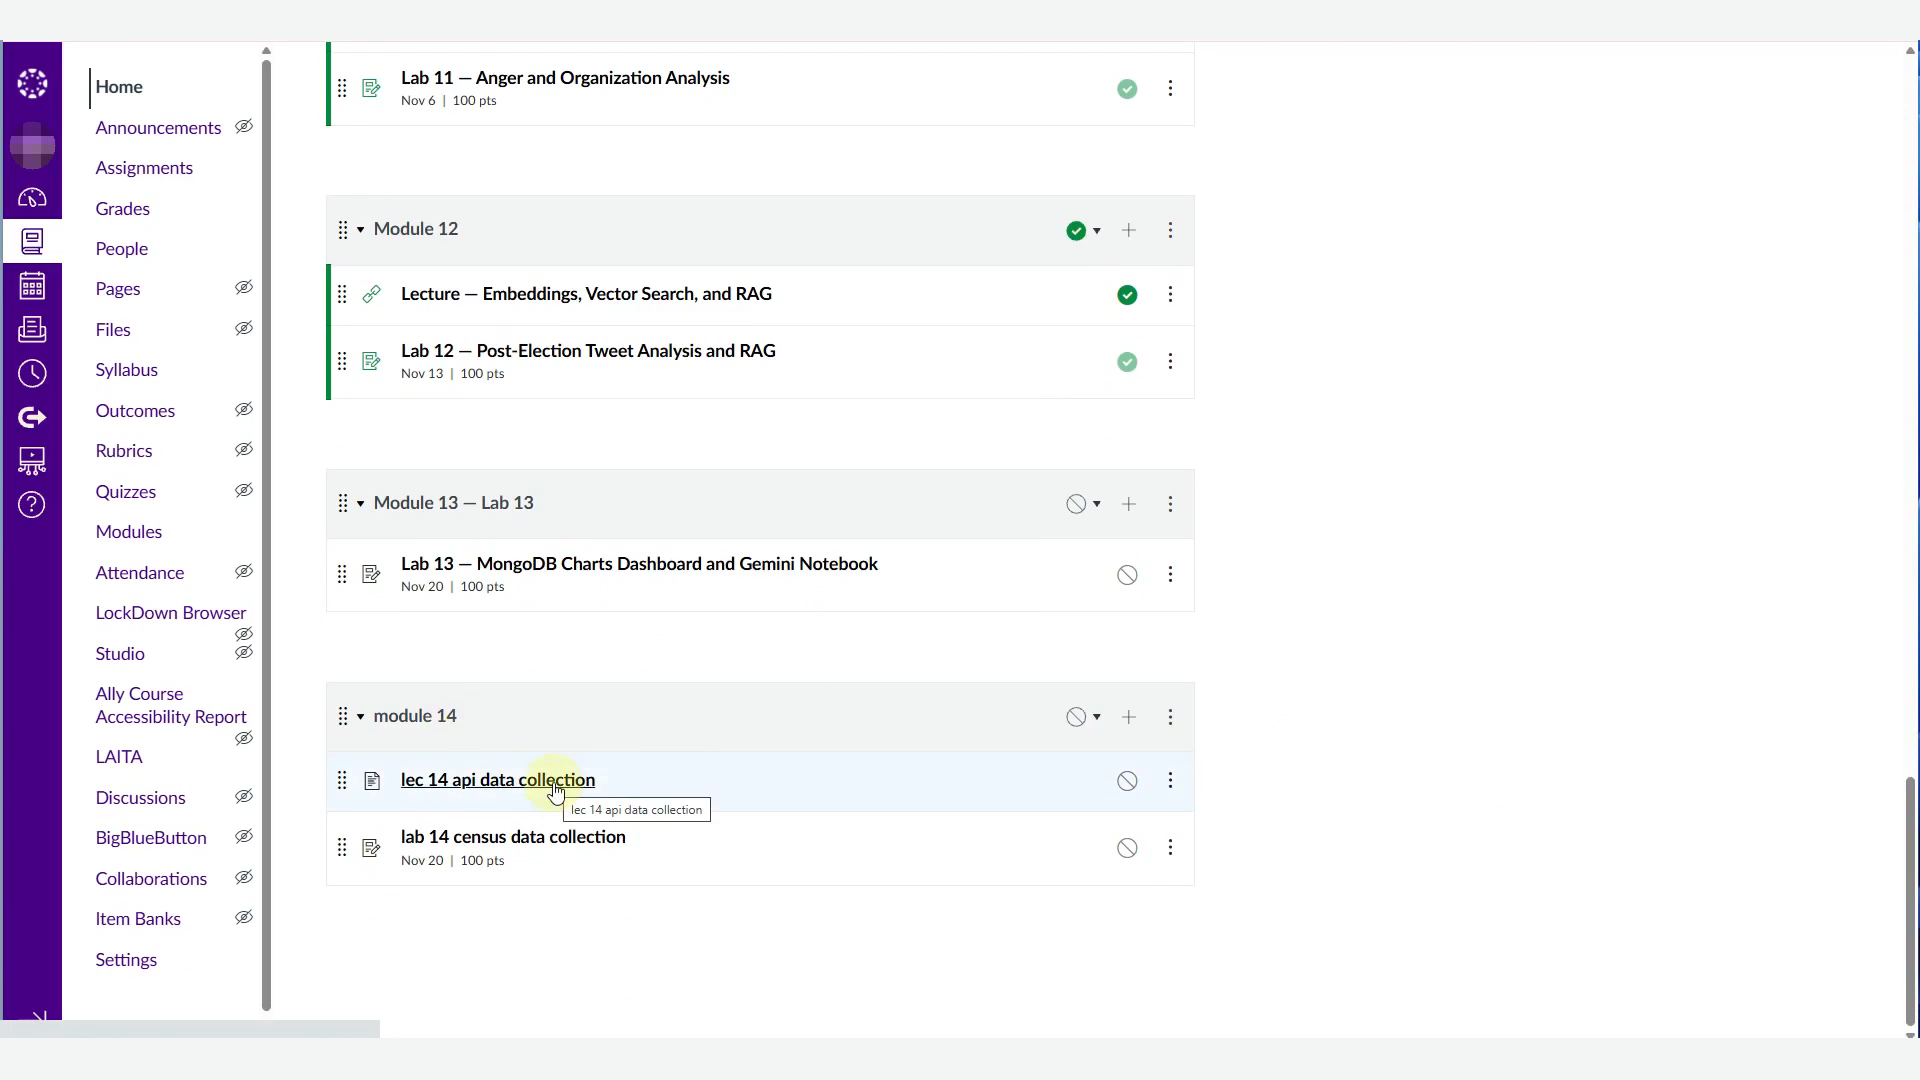 Home
Announcements
Assignments
Grades
People
Pages
Files
Syllabus
Outcomes
Rubrics
Quizzes
Modules
Attendance
LockDown Browser
Studio
Ally Course
Accessibility Report
LAITA
Discussions
BigBlueButton
Collaborations
Item Banks
Settings
Lab 11 — Anger and Organization Analysis
Nov 6 | 100 pts
Module 12
Lecture — Embeddings, Vector Search, and RAG
Lab 12 — Post-Election Tweet Analysis and RAG
Nov 13 | 100 pts
Module 13 — Lab 13
Lab 13 — MongoDB Charts Dashboard and Gemini Notebook
Nov 20 | 100 pts
module 14
lec 14 api data collection
lec 14 api data collection
lab 14 census data collection
Nov 20 | 100 pts